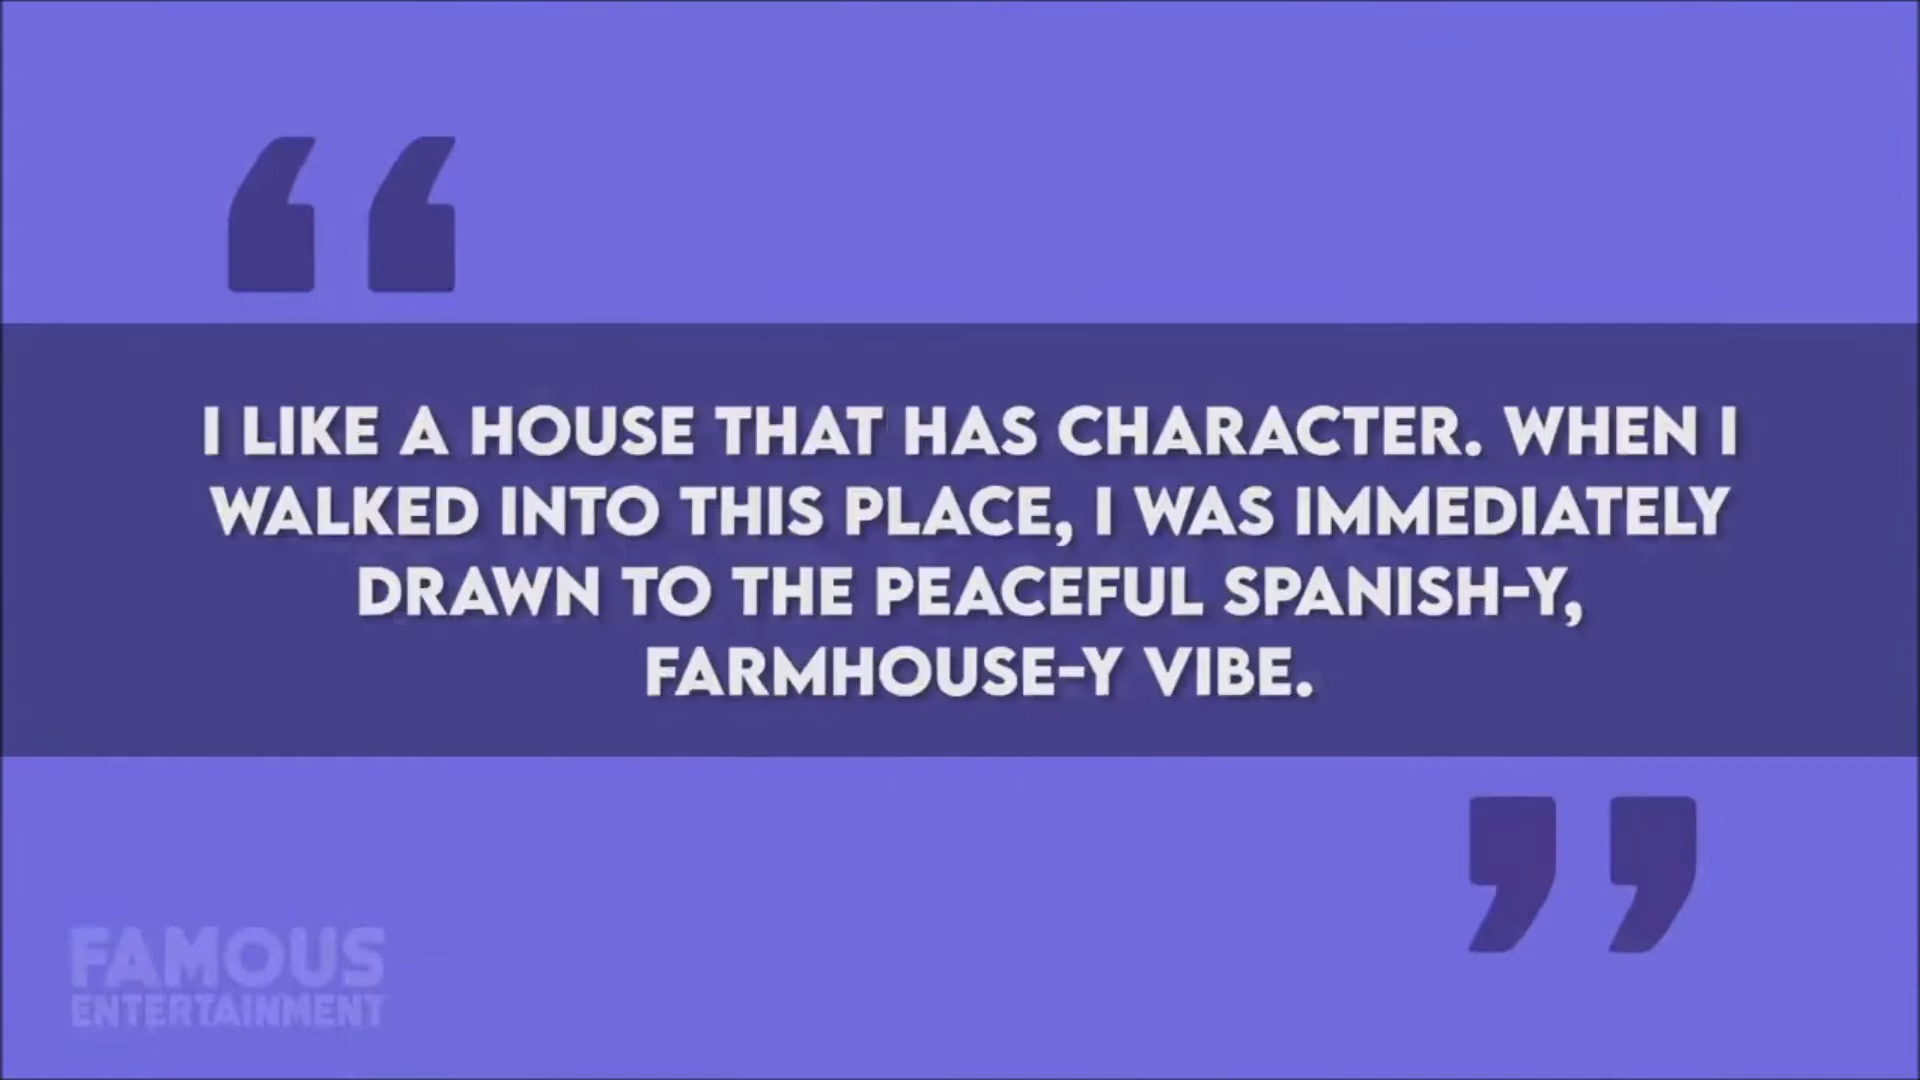 I LIKE A HOUSE THAT HAS CHARACTER. WHEN I
WALKED INTO THIS PLACE, I WAS IMMEDIATELY
DRAWN TO THE PEACEFUL SPANISH-Y,
FARMHOUSE-Y VIBE.
FAMOUS
ENTERTAINMENT